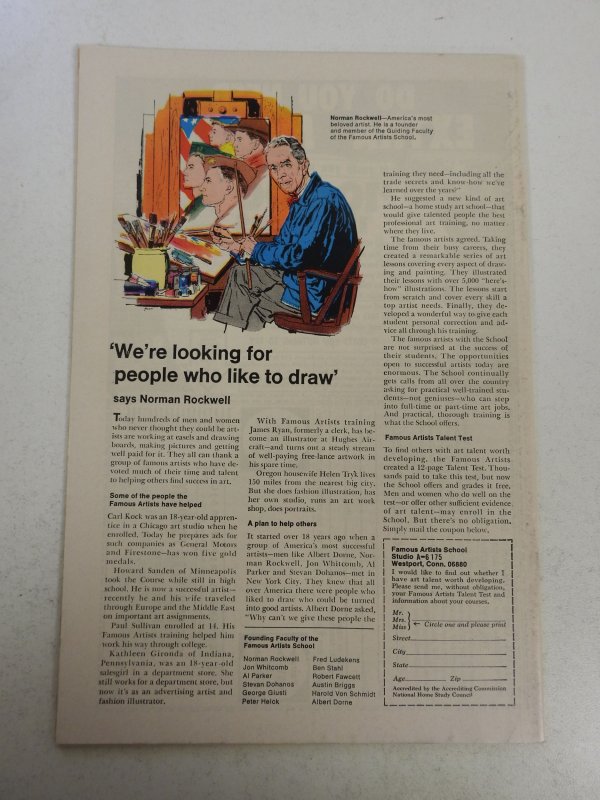 Norman Rockwell—America's most
beloved artist. He is a founder
and member of the Guiding Faculty
of the Famous Artists School.
'We're looking for
people who like to draw'
says Norman Rockwell
Today hundreds of men and women
who never thought they could be art-
ists are working at easels and drawing
boards, making pictures and getting
well paid for it. They all can thank a
group of famous artists who have de-
voted much of their time and talent
to helping others find success in art.
Some of the people the
Famous Artists have helped
Carl Kock was an 18-year-old appren-
tice in a Chicago art studio when he
enrolled. Today he prepares ads for
such companies as General Motors
and Firestone—has won five gold
medals.
Howard Sanden of Minneapolis
took the Course while still in high
school. He is now a successful artist—
recently he and his wife traveled
through Europe and the Middle East
on important art assignments.
Paul Sullivan enrolled at 14. His
Famous Artists training helped him
work his way through college.
Kathleen Gironda of Indiana,
Pennsylvania, was an 18-year-old
salesgirl in a department store. She
still works for a department store, but
now it's as an advertising artist and
fashion illustrator.
With Famous Artists training
James Ryan, formerly a clerk, has be-
come an illustrator at Hughes Air-
craft—and turns out a steady stream
of well-paying free-lance artwork in
his spare time.
Oregon housewife Helen Tryk lives
150 miles from the nearest big city.
But she does fashion illustration, has
her own studio, runs an art work
shop, does portraits.
A plan to help others
It started over 18 years ago when a
group of America's most successful
artists—men like Albert Dorne, Nor-
man Rockwell, Jon Whitcomb, Al
Parker and Stevan Dohanos—met in
New York City. They knew that all
over America there were people who
liked to draw who could be turned
into good artists. Albert Dorne asked,
"Why can't we give these people the
Founding Faculty of the
Famous Artists School
Norman Rockwell
Jon Whitcomb
Al Parker
Stevan Dohanos
George Giusti
Peter Helck
Fred Ludekens
Ben Stahl
Robert Fawcett
Austin Briggs
Harold Von Schmidt
Albert Dorne
training they need—including all the
trade secrets and know-how we've
learned over the years?"
He suggested a new kind of art
school—a home study art school—that
would give talented people the best
professional art training, no matter
where they live.
The famous artists agreed. Taking
time from their busy careers, they
created a remarkable series of art
lessons covering every aspect of draw-
ing and painting. They illustrated
their lessons with over 5,000 "here's-
how" illustrations. The lessons start
from scratch and cover every skill a
top artist needs. Finally, they de-
veloped a wonderful way to give each
student personal correction and ad-
vice all through his training.
The famous artists with the School
are not surprised at the success of
their students. The opportunities
open to successful artists today are
enormous. The School continually
gets calls from all over the country
asking for practical well-trained stu-
dents—not geniuses—who can step
into full-time or part-time art jobs.
And practical, thorough training is
what the School offers.
Famous Artists Talent Test
To find others with art talent worth
developing, the Famous Artists
created a 12-page Talent Test. Thou-
sands paid to take this test, but now
the School offers and grades it free.
Men and women who do well on the
test—or offer other sufficient evidence
of art talent—may enroll in the
School. But there's no obligation.
Simply mail the coupon below.
Famous Artists School
Studio A-6175
Westport, Conn. 06880
I would like to find out whether I
have art talent worth developing.
Please send me, without obligation,
your Famous Artists Talent Test and
information about your courses.
Mr.
Mrs. ← Circle one and please print
Miss
Street
City
State
Age Zip
Accredited by the Accrediting Commission
National Home Study Council